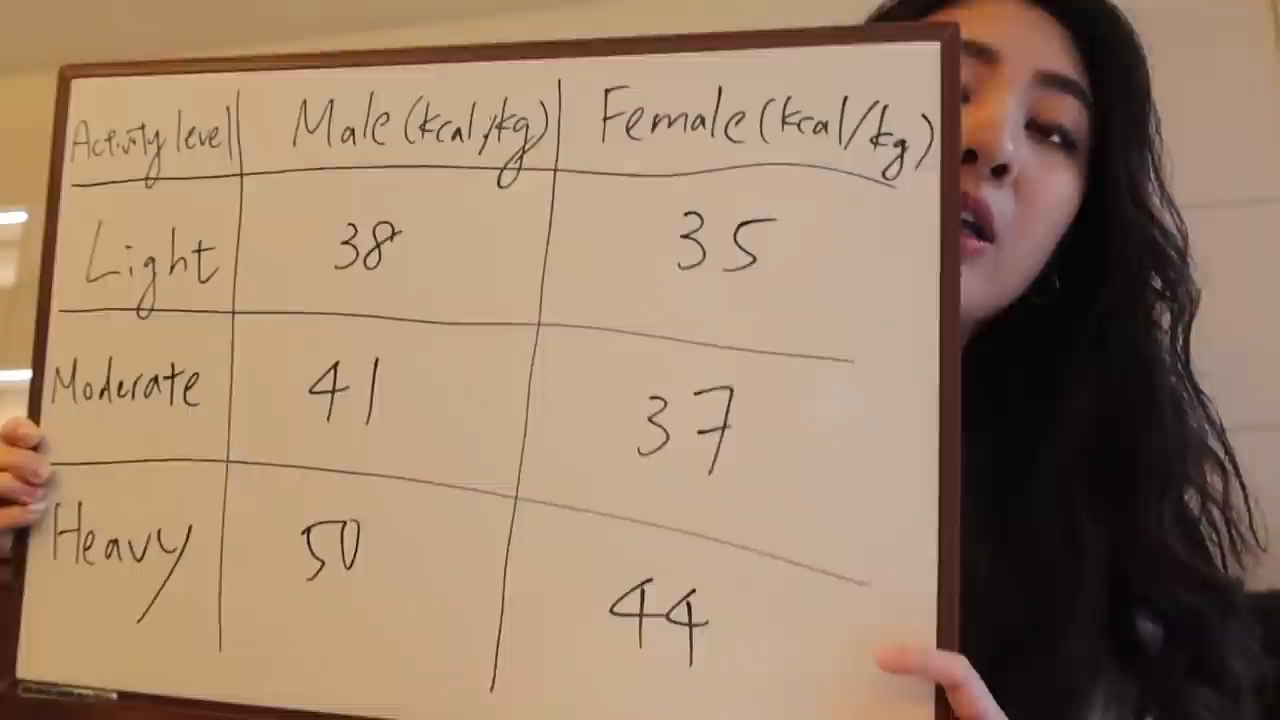 Activity level Male (kcal/kg) Female (kcal/kg)
Light 38 35
Moderate 41 37
Heavy 50 44